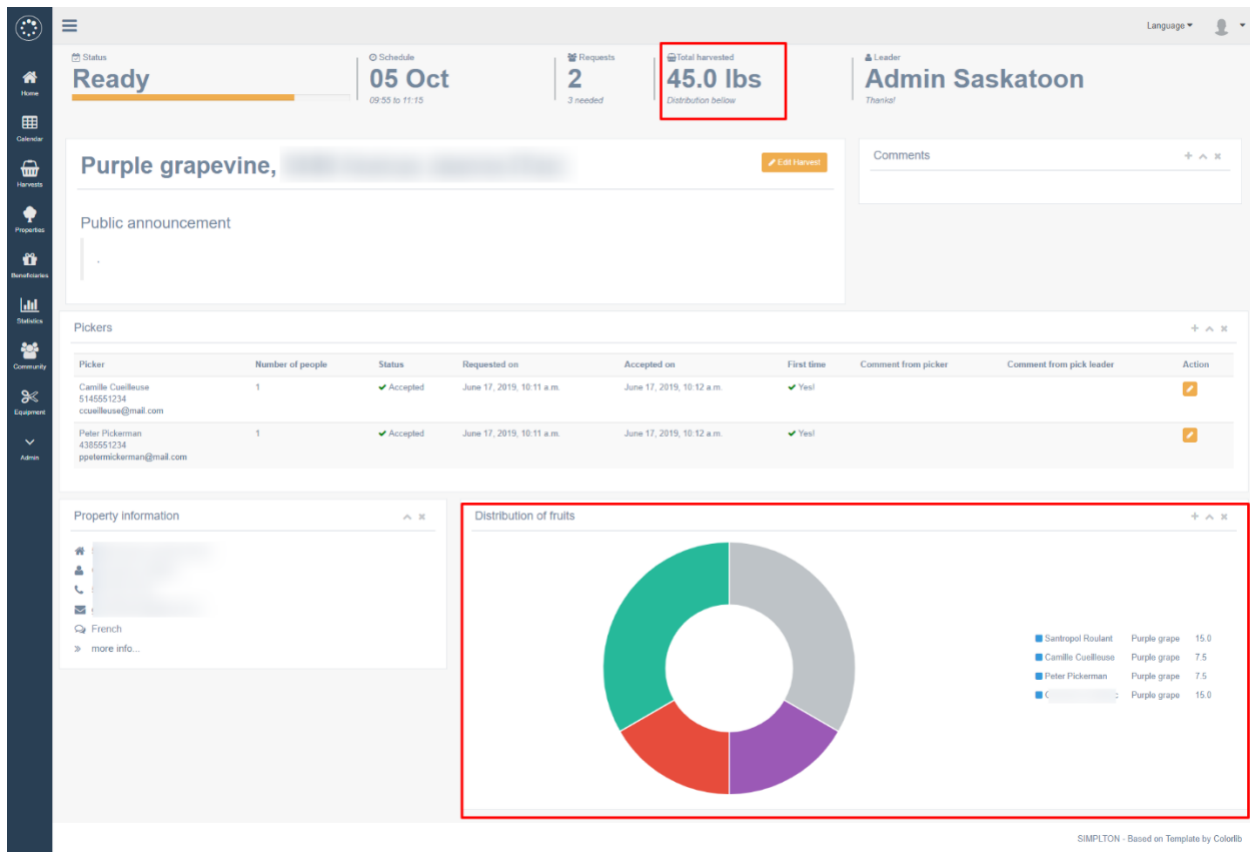 Language
Home
Calendar
Harvests
Properties
Beneficiaries
Statistics
Community
Equipment
Admin
Status
Ready
Schedule
05 Oct
09:55 to 11:15
Requests
2
3 needed
Total harvested
45.0 lbs
Distribution bellow
Leader
Admin Saskatoon
Thanks!
Purple grapevine,
Edit Harvest
Public announcement
.
Comments
Pickers
Picker Number of people Status Requested on Accepted on First time Comment from picker Comment from pick leader Action
Camille Cueilleuse 1 Accepted June 17, 2019, 10:11 a.m. June 17, 2019, 10:12 a.m. Yes!
5145551234
ccueilleuse@mail.com
Peter Pickerman 1 Accepted June 17, 2019, 10:11 a.m. June 17, 2019, 10:12 a.m. Yes!
4385551234
ppetermickerman@mail.com
Property information
French
» more info...
Distribution of fruits
Santropol Roulant Purple grape 15.0
Camille Cueilleuse Purple grape 7.5
Peter Pickerman Purple grape 7.5
Purple grape 15.0
SIMPLTON - Based on Template by Colorlib